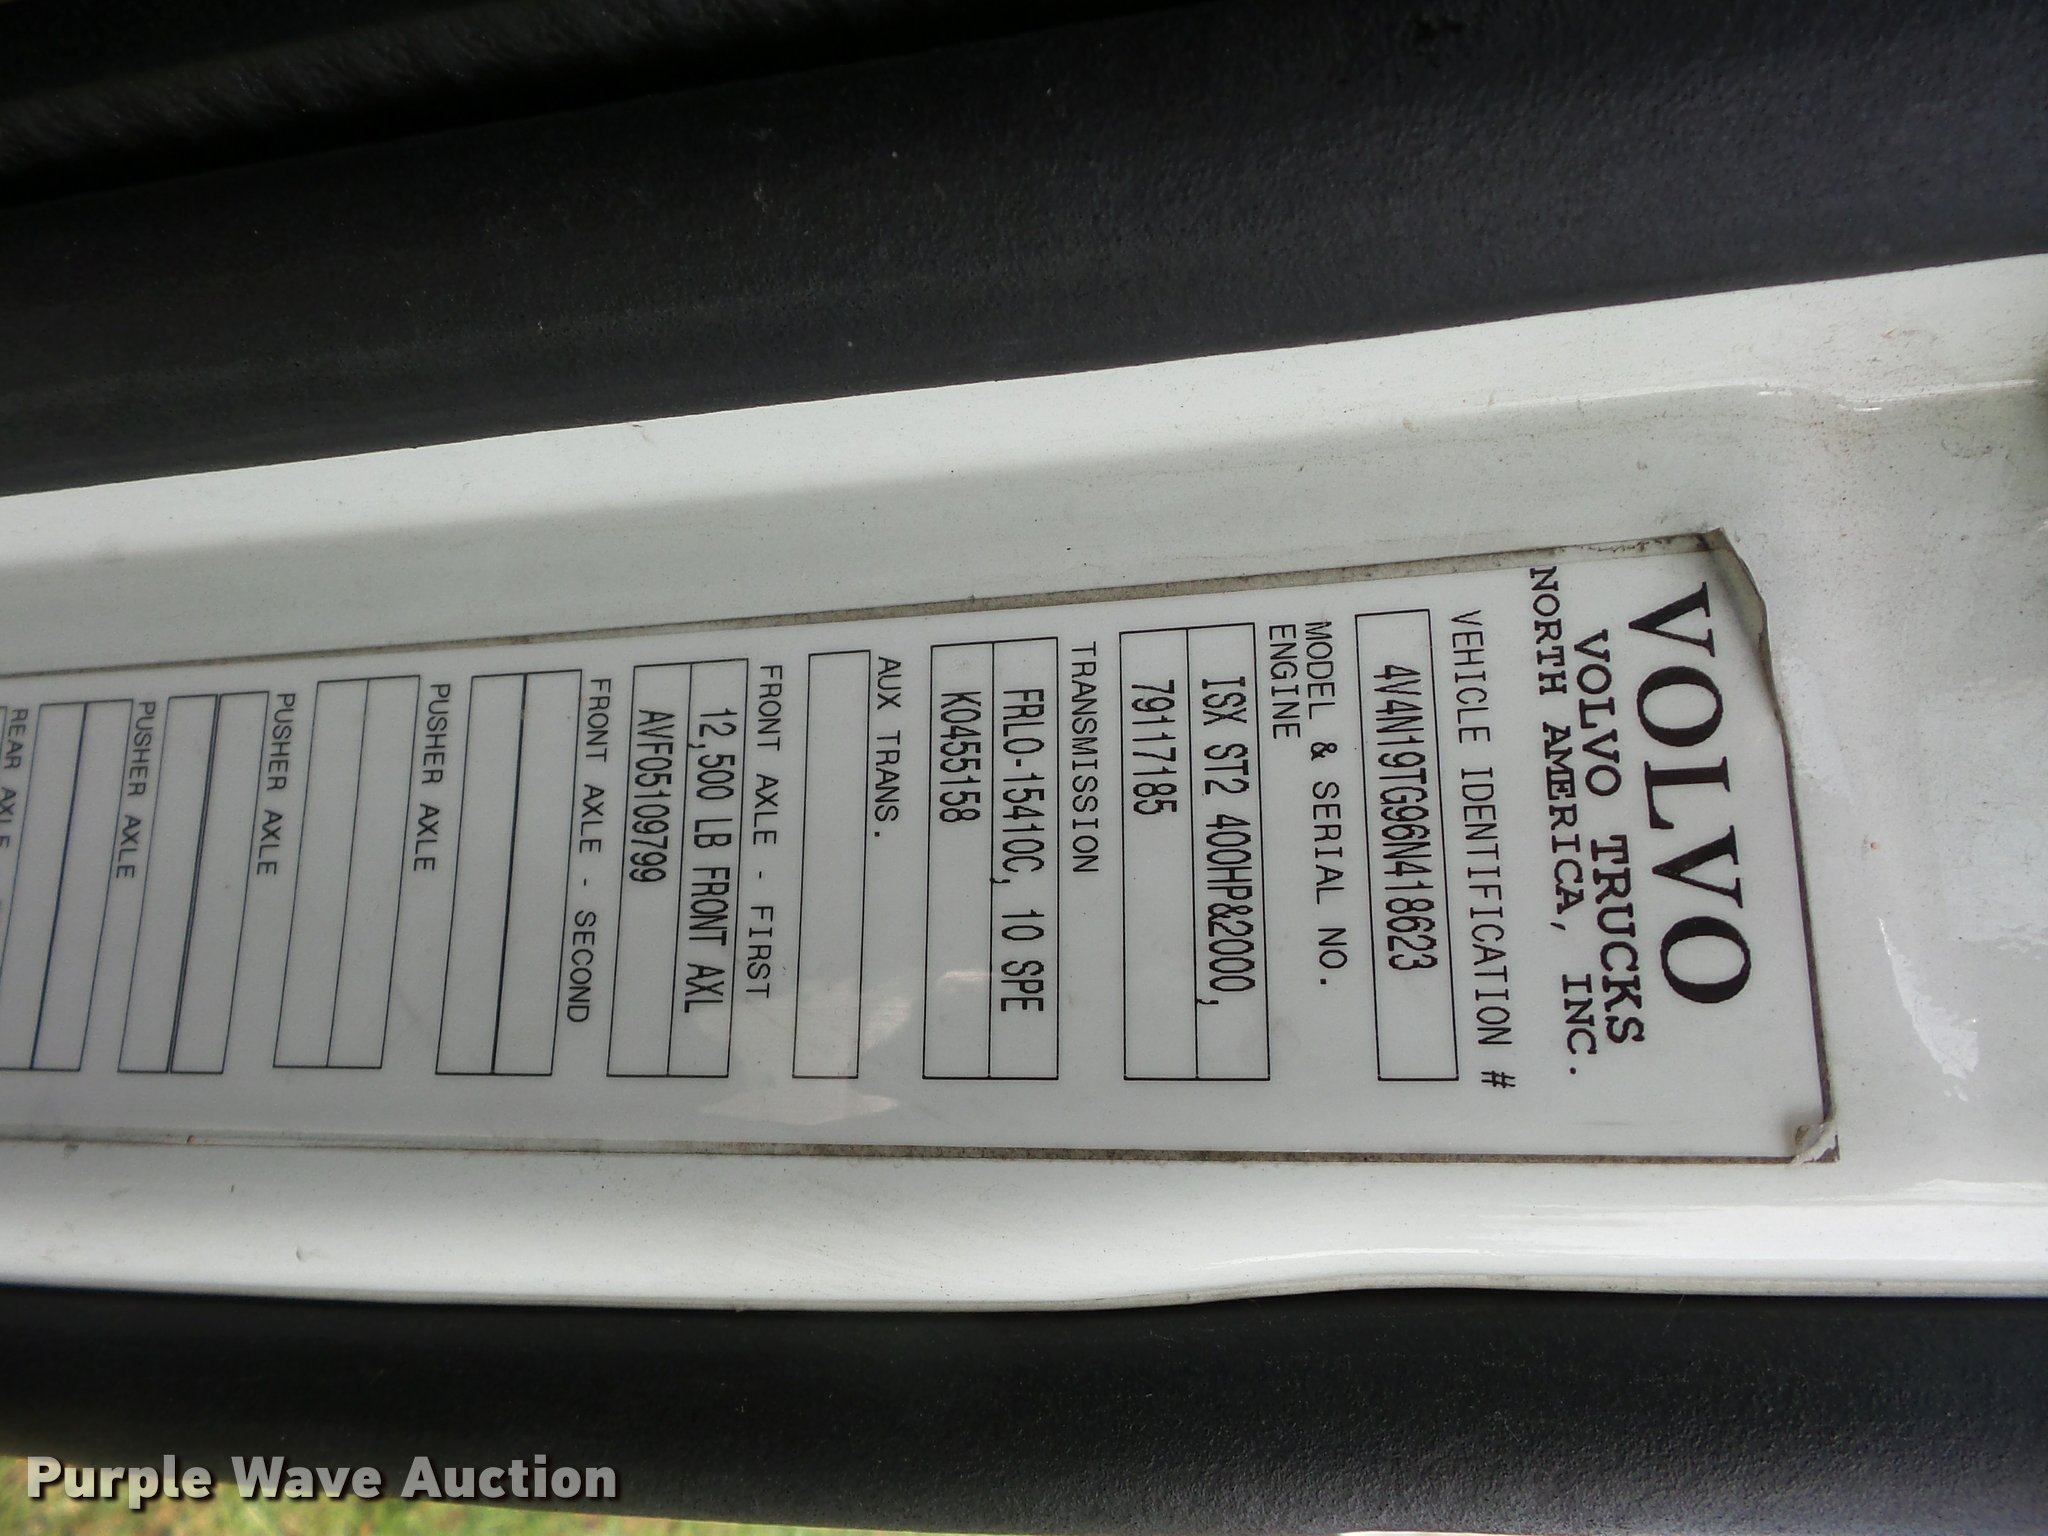 VOLVO
VOLVO TRUCKS
NORTH AMERICA, INC.
VEHICLE IDENTIFICATION #
4V4N19TG96N418623
MODEL & SERIAL NO.
ENGINE
ISX ST2 400HP&2000,
79117185
TRANSMISSION
FRLO-15410C, 10 SPE
K0455158
AUX TRANS.
FRONT AXLE - FIRST
12,500 LB FRONT AXL
AVF05109799
FRONT AXLE - SECOND
PUSHER AXLE
PUSHER AXLE
PUSHER AXLE
REAR AXLE
Purple Wave Auction